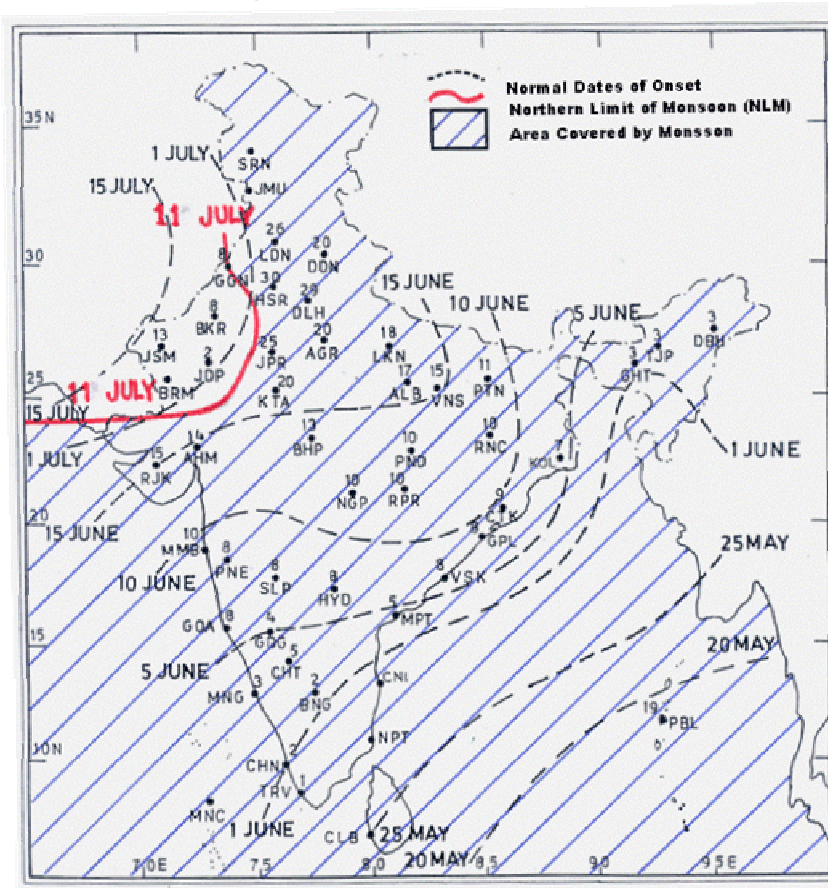 Normal Dates of Onset
Northern Limit of Monsoon (NLM)
Area Covered by Monsson
35N
1 JULY
SRN
15 JULY
JMU
11 JULY
26
LDN
20
DDN
30
8
GGN
30
HSR
29
DLH
15 JUNE
10 JUNE
5 JUNE
8
BKR
3
DBH
13
JSM
2
JDP
25
JPR
20
AGR
18
LKN
3
TJP
3
GHT
11 JULY
BRM
20
KTA
17
ALB
15
VNS
11
PTN
25
15 JULY
1 JULY
14
AHM
13
BHP
10
PND
10
RNC
7
KOL
1 JUNE
15
RJK
10
NGP
10
RPR
9
CTK
20
15 JUNE
GPL
25 MAY
10
MMB
8
PNE
8
SLP
8
HYD
8
VSK
10 JUNE
8
GOA
4
GDG
5
MPT
15
5 JUNE
5
CHT
20 MAY
3
MNG
2
BNG
CNI
19
PBL
10N
NPT
2
CHN
1
TRV
MNC
1 JUNE
CLB
25 MAY
20 MAY
70E
75
80
85
90
95E